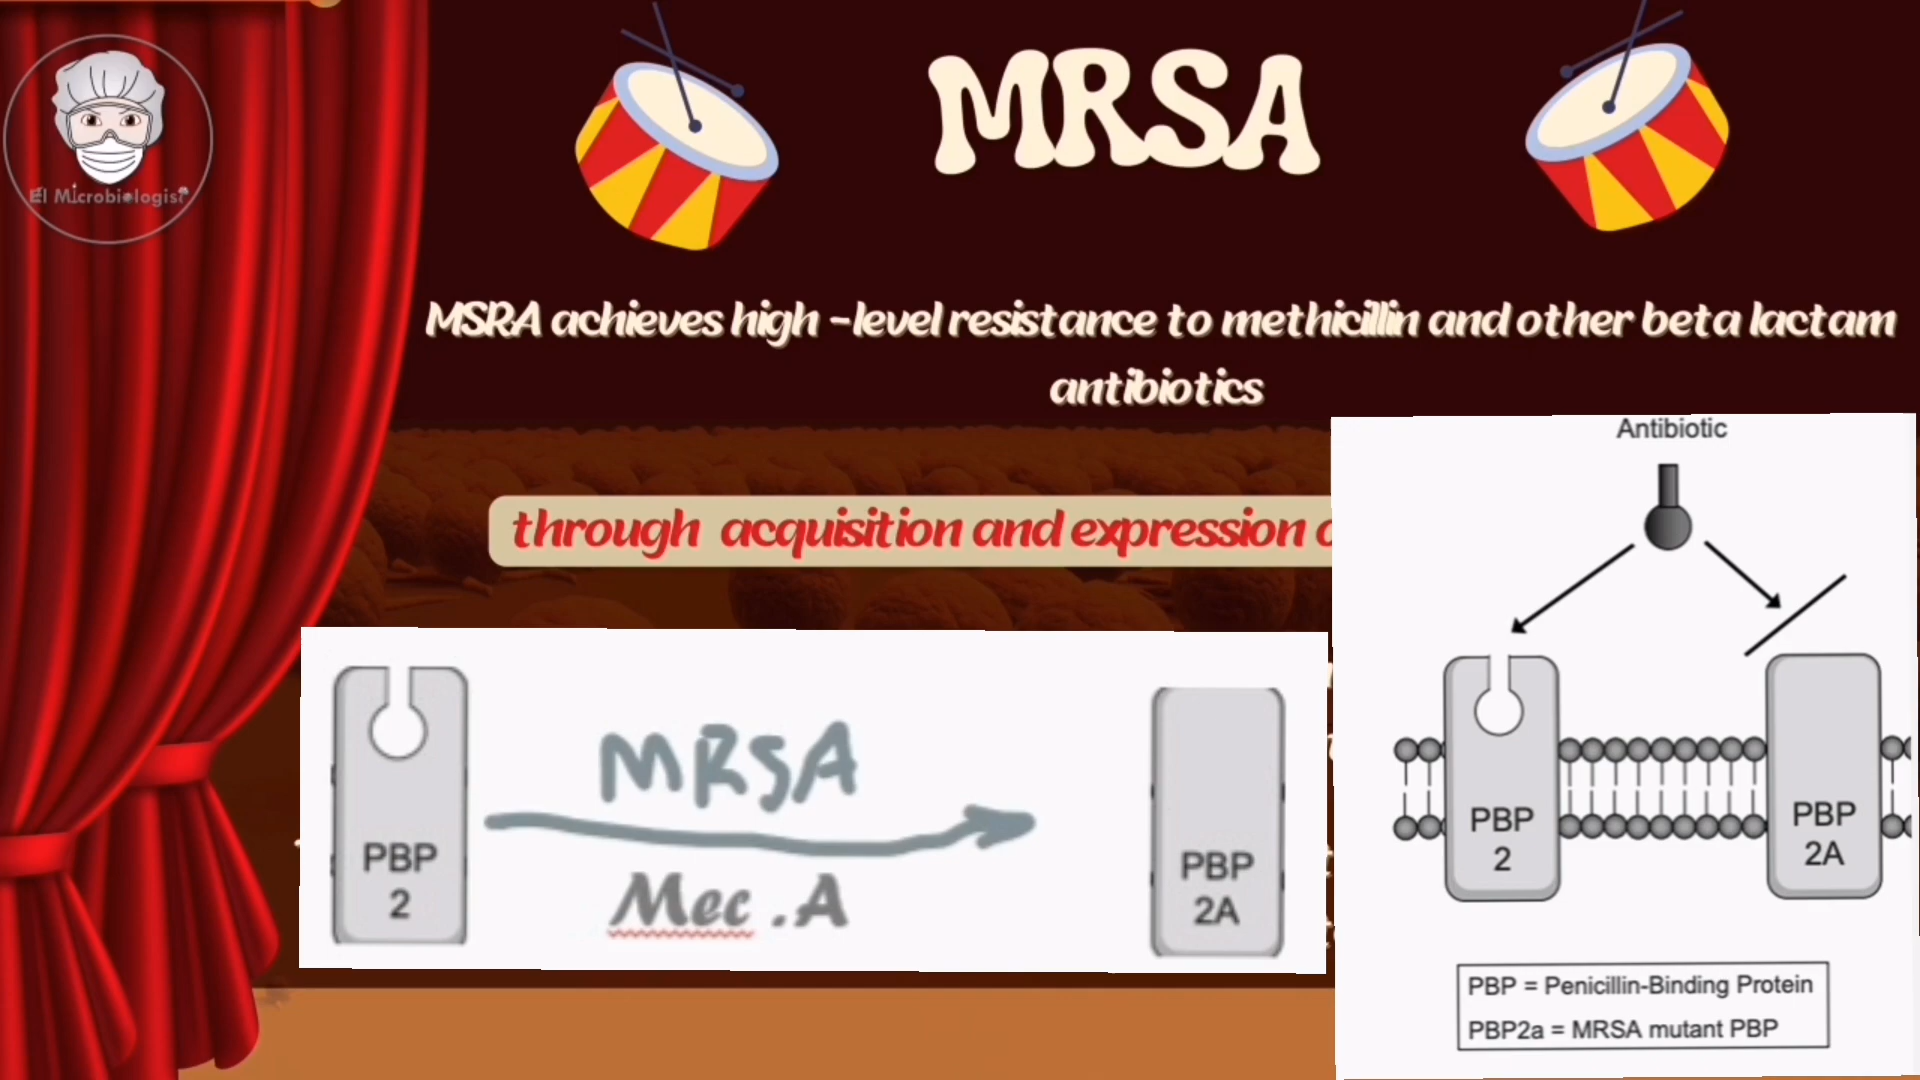 El Microbiologist
MRSA
MSRA achieves high -level resistance to methicillin and other beta lactam
antibiotics
through acquisition and expression
Antibiotic
MRSA
Mec .A
PBP
2
PBP
2A
PBP
2
PBP
2A
PBP = Penicillin-Binding Protein
PBP2a = MRSA mutant PBP